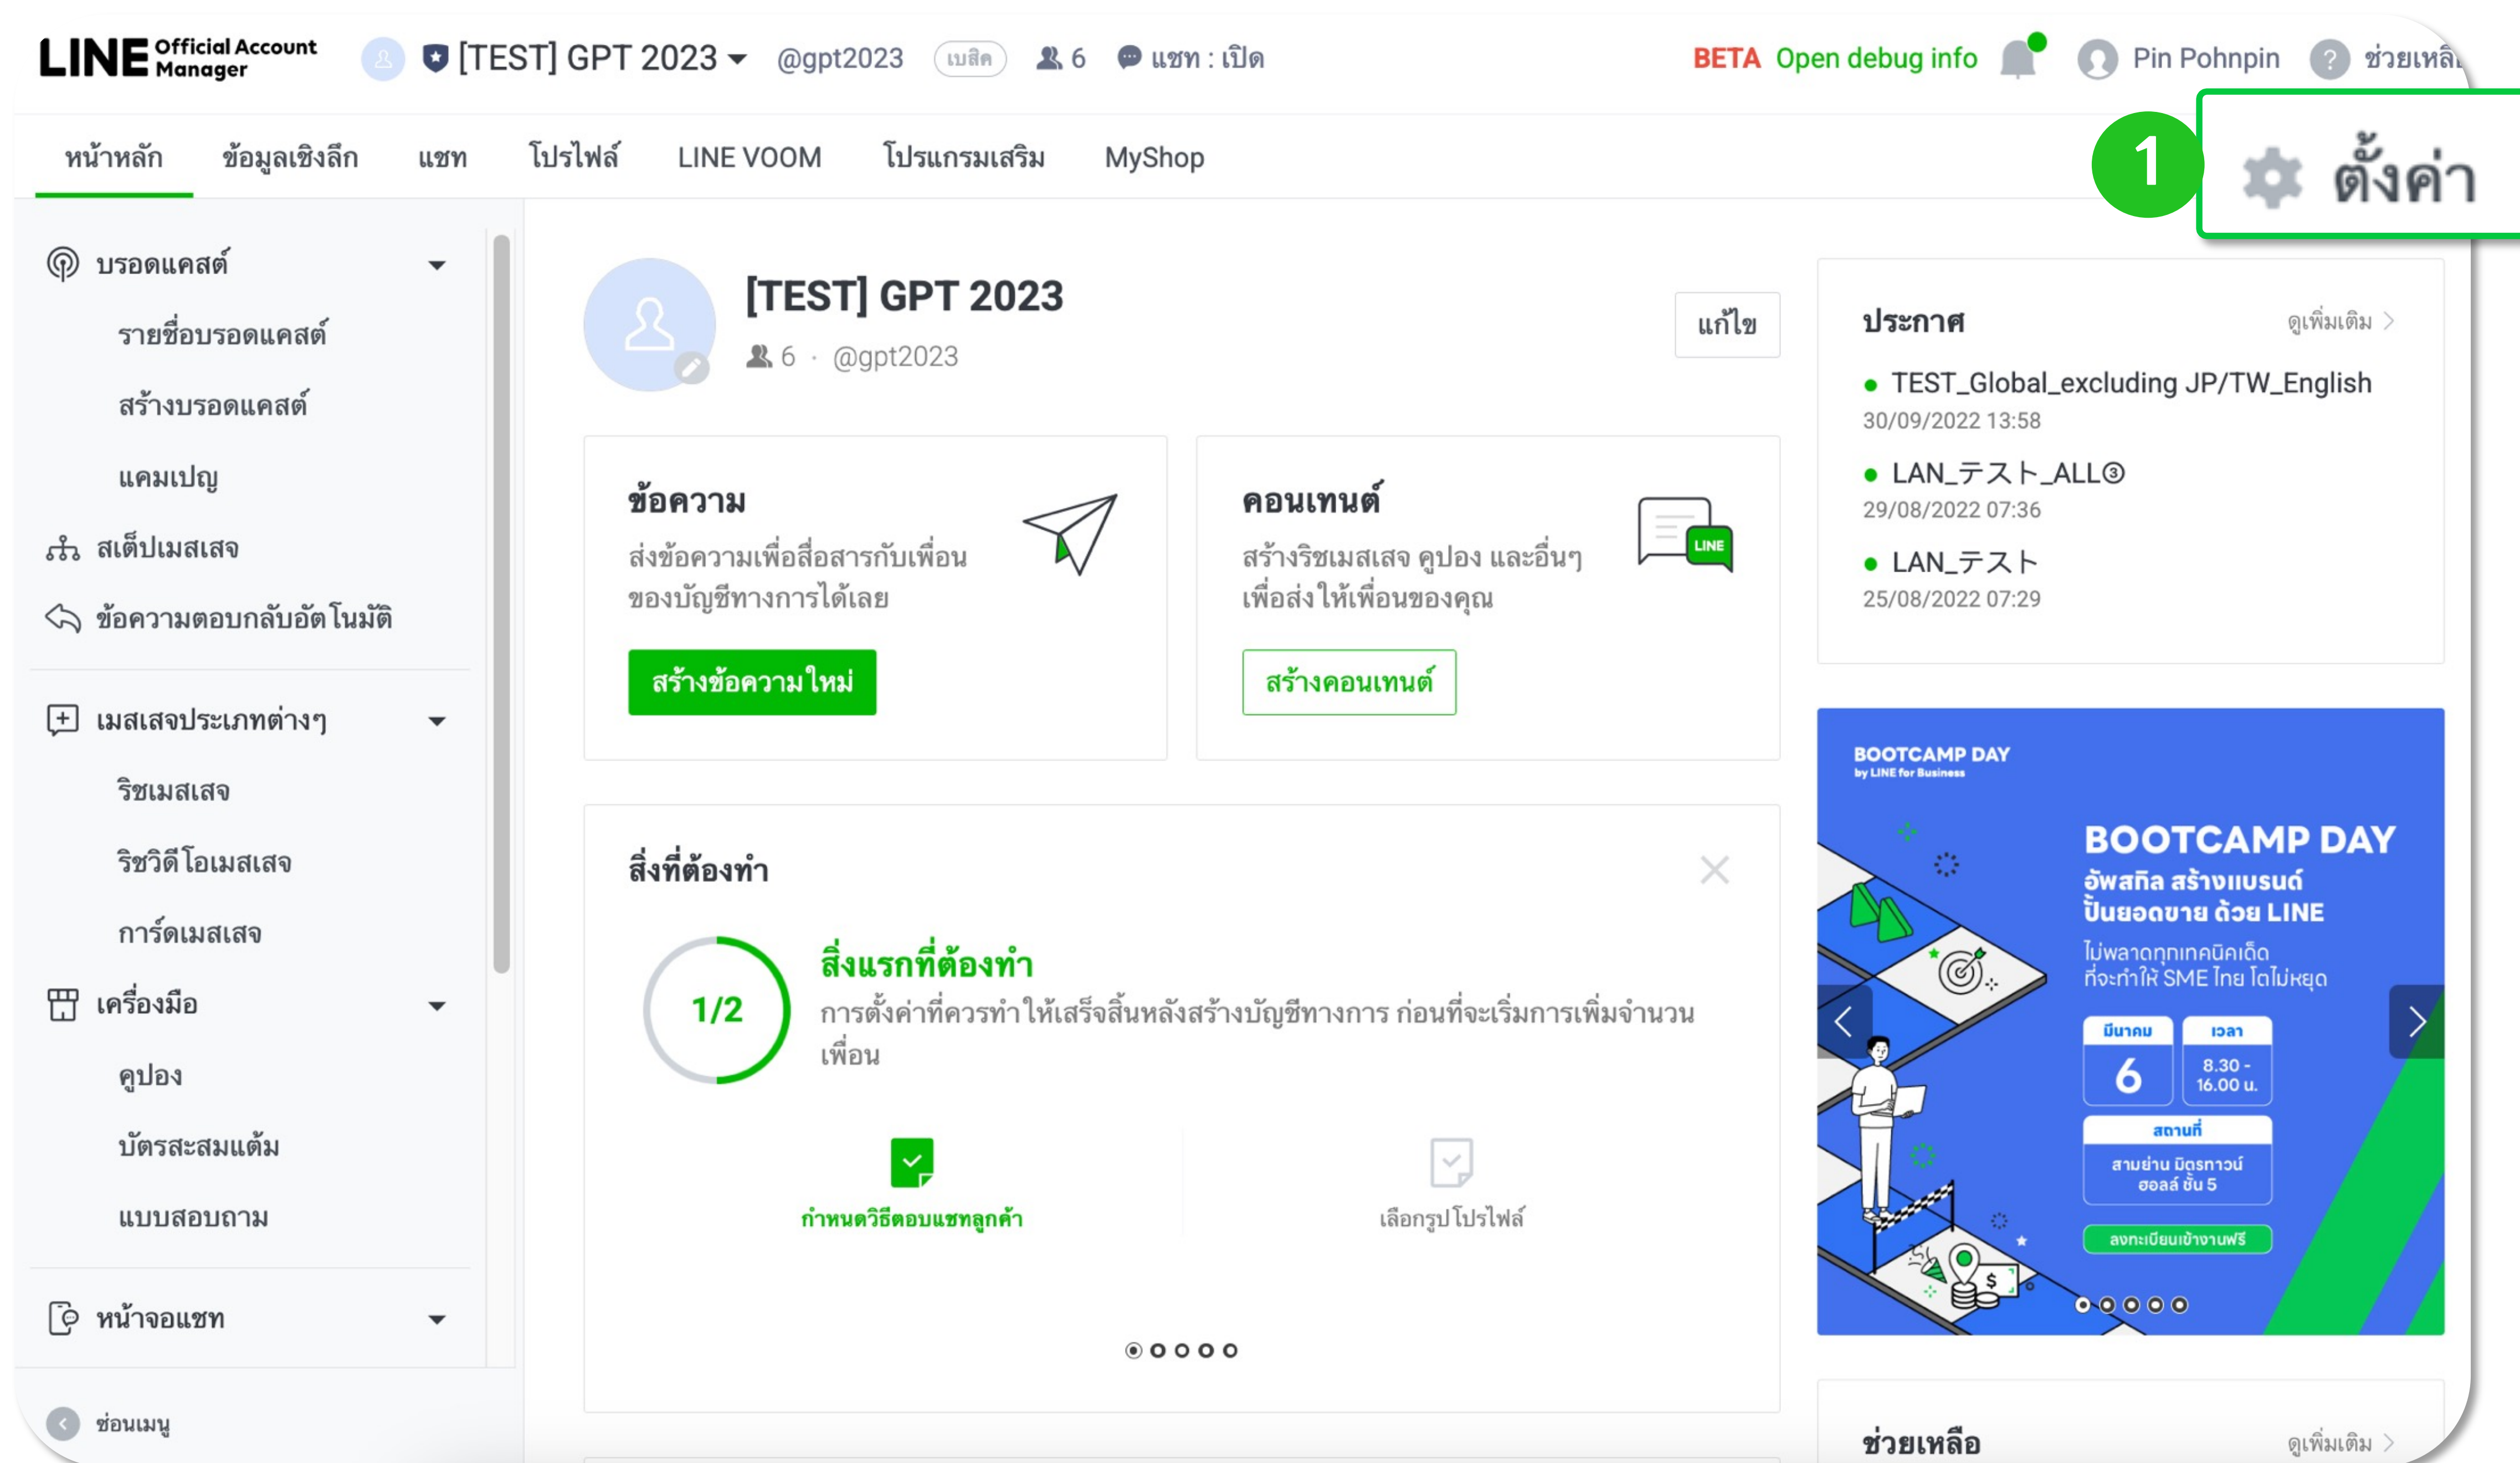 LINE Official Account Manager
[TEST] GPT 2023
@gpt2023
เบสิค
6
แชท : เปิด
BETA
Open debug info
Pin Pohnpin
?
หน้าหลัก
ข้อมูลเชิงลึก
แชท
โปรไฟล์
LINE VOOM
โปรแกรมเสริม
MyShop
1
ตั้งค่า
บรอดแคสต์
รายชื่อบรอดแคสต์
สร้างบรอดแคสต์
แคมเปญ
สเต็ปเมสเสจ
ข้อความตอบกลับอัตโนมัติ
เมสเสจประเภทต่างๆ
ริชเมสเสจ
ริชวิดีโอเมสเสจ
การ์ดเมสเสจ
เครื่องมือ
คูปอง
บัตรสะสมแต้ม
แบบสอบถาม
หน้าจอแชท
ซ่อนเมนู
[TEST] GPT 2023
6 · @gpt2023
แก้ไข
ข้อความ
ส่งข้อความเพื่อสื่อสารกับเพื่อน
ของบัญชีทางการได้เลย
สร้างข้อความใหม่
คอนเทนต์
สร้างริชเมสเสจ คูปอง และอื่นๆ
เพื่อส่งให้เพื่อนของคุณ
LINE
สร้างคอนเทนต์
สิ่งที่ต้องทำ
1/2
สิ่งแรกที่ต้องทำ
การตั้งค่าที่ควรทำให้เสร็จสิ้นหลังสร้างบัญชีทางการ ก่อนที่จะเริ่มการเพิ่มจำนวน
เพื่อน
กำหนดวิธีตอบแชทลูกค้า
เลือกรูปโปรไฟล์
ประกาศ
ดูเพิ่มเติม
TEST_Global_excluding JP/TW_English
30/09/2022 13:58
LAN_テスト_ALL③
29/08/2022 07:36
LAN_テスト
25/08/2022 07:29
BOOTCAMP DAY
by LINE for Business
BOOTCAMP DAY
อัพสกิล สร้างแบรนด์
ปั้นยอดขาย ด้วย LINE
ไม่พลาดทุกเทคนิคเด็ด
ที่จะทำให้ SME ไทย โตไม่หยุด
มีนาคม
6
เวลา
8.30 -
16.00 น.
สถานที่
สามย่าน มิตรทาวน์
ฮอลล์ ชั้น 5
ลงทะเบียนเข้างานฟรี
$
ช่วยเหลือ
ดูเพิ่มเติม